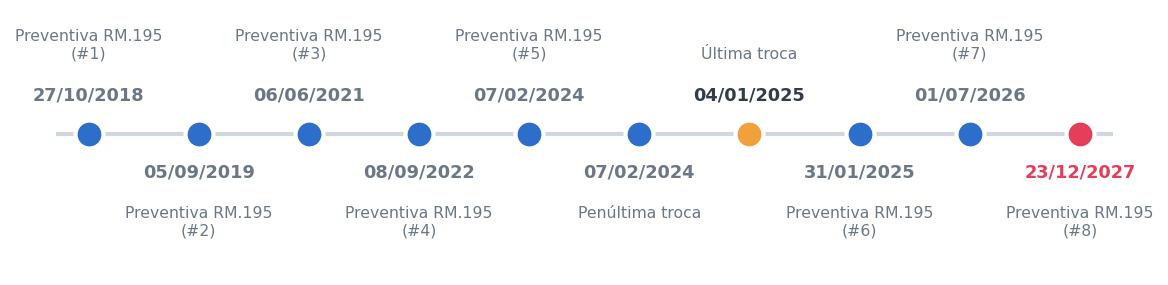 Preventiva RM.195
(#1)
27/10/2018
05/09/2019
Preventiva RM.195
(#2)
Preventiva RM.195
(#3)
06/06/2021
08/09/2022
Preventiva RM.195
(#4)
Preventiva RM.195
(#5)
07/02/2024
07/02/2024
Penúltima troca
Última troca
04/01/2025
31/01/2025
Preventiva RM.195
(#6)
Preventiva RM.195
(#7)
01/07/2026
23/12/2027
Preventiva RM.195
(#8)